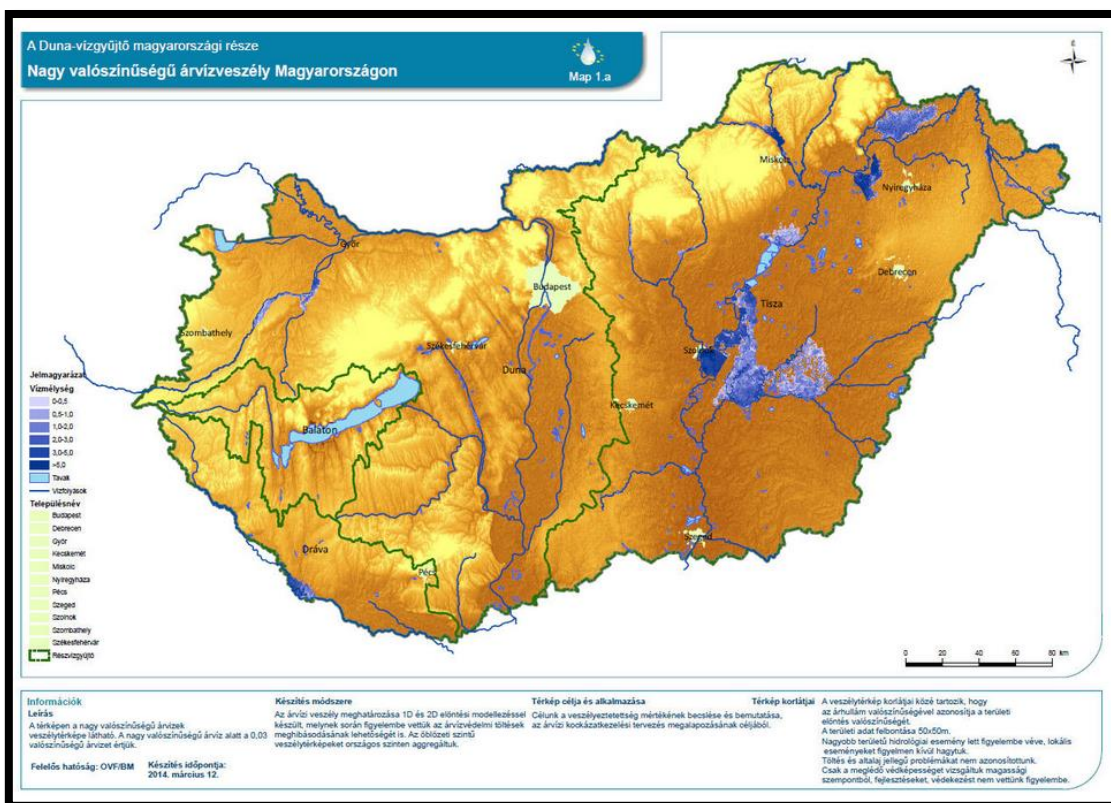 A Duna-vízgyűjtő magyarországi része
Nagy valószínűségű árvízveszély Magyarországon
Map 1.a
É
Miskolc
Nyíregyháza
Győr
Debrecen
Budapest
Tisza
Szombathely
Székesfehérvár
Szolnok
Duna
Kecskemét
Balaton
Szeged
Dráva
Pécs
Jelmagyarázat
Vízmélység
0-0,5
0,5-1,0
1,0-2,0
2,0-3,0
3,0-5,0
>5,0
Tavak
Vízfolyások
Településnév
Budapest
Debrecen
Győr
Kecskemét
Miskolc
Nyíregyháza
Pécs
Szeged
Szolnok
Szombathely
Székesfehérvár
Részvízgyűjtő
0 20 40 60 80 km
Információk
Leírás
A térképen a nagy valószínűségű árvizek
veszélytérképe látható. A nagy valószínűségű árvíz alatt a 0,03
valószínűségű árvizet értjük.
Felelős hatóság: OVF/BM
Készítés időpontja:
2014. március 12.
Készítés módszere
Az árvízi veszély meghatározása 1D és 2D elöntési modellezéssel
készült, melynek során figyelembe vettük az árvízvédelmi töltések
meghibásodásának lehetőségét is. Az öblözeti szintű
veszélytérképeket országos szinten aggregáltuk.
Térkép célja és alkalmazása
Célunk a veszélyeztetettség mértékének becslése és bemutatása,
az árvízi kockázatkezelési tervezés megalapozásának céljából.
Térkép korlátjai
A veszélytérkép korlátjai közé tartozik, hogy
az árhullám valószínűségével azonosítja a területi
elöntés valószínűségét.
A területi adat felbontása 50x50m.
Nagyobb területű hidrológiai esemény lett figyelembe véve, lokális
eseményeket figyelmen kívül hagytuk.
Töltés és altalaj jellegű problémákat nem azonosítottunk.
Csak a meglédő védképességet vizsgáltuk magassági
szempontból, fejlesztéseket, védekezést nem vettünk figyelembe.